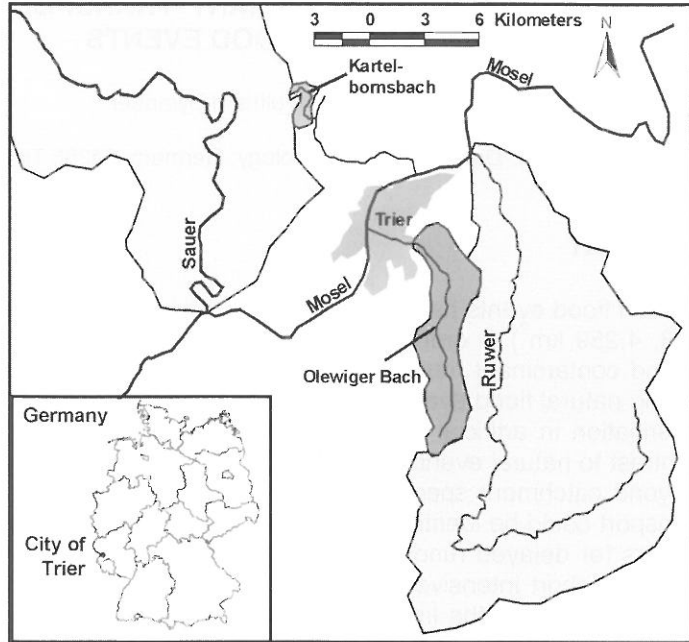 3 0 3 6 Kilometers
N
Kartel-
bornsbach
Mosel
Trier
Sauer
Mosel
Ruwer
Olewiger Bach
Germany
City of
Trier